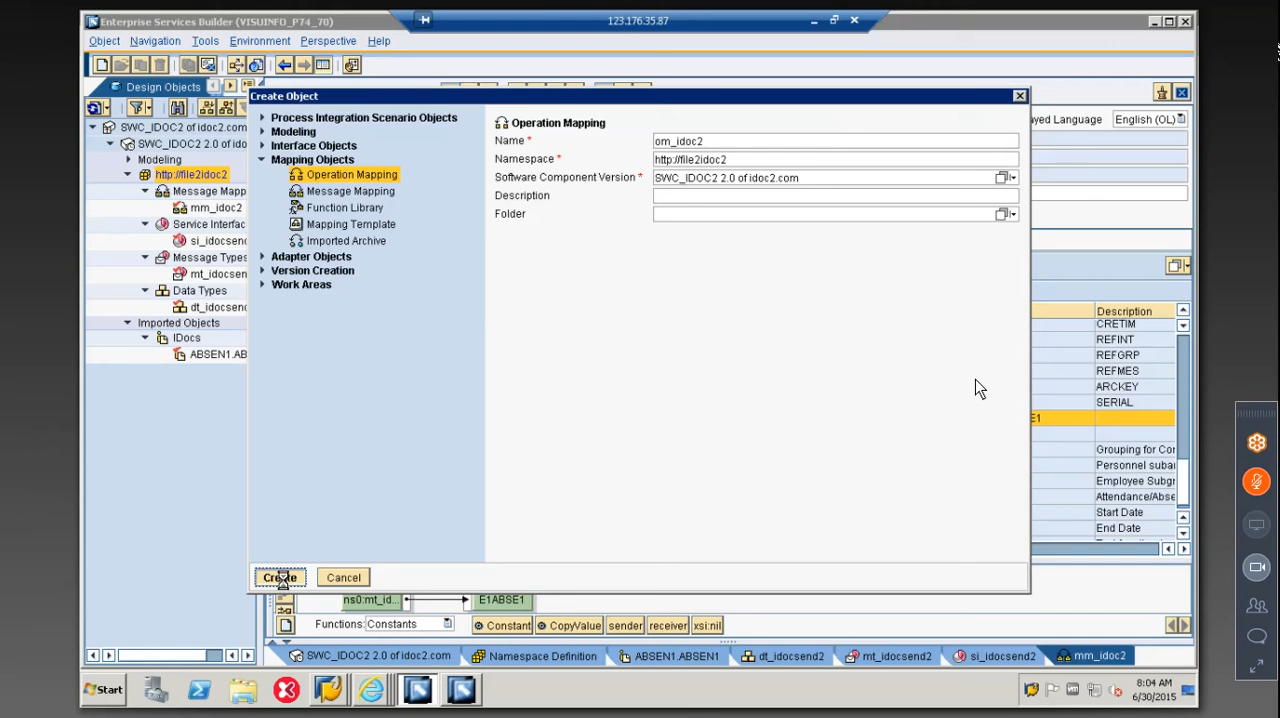 Enterprise Services Builder (VISUINFO_P74_70)
123.176.35.87
Object Navigation Tools Environment Perspective Help
Design Objects
Create Object
SWC_IDOC2 of idoc2.com
SWC_IDOC2 2.0 of ido
Modeling
http://file2idoc2
Message Mapp
mm_idoc2
Service Interfac
si_idocsend
Message Types
mt_idocsen
Data Types
dt_idocsend
Imported Objects
IDocs
ABSEN1.AB
Process Integration Scenario Objects
Modeling
Interface Objects
Mapping Objects
Operation Mapping
Message Mapping
Function Library
Mapping Template
Imported Archive
Adapter Objects
Version Creation
Work Areas
Operation Mapping
Name * om_idoc2
Namespace * http://file2idoc2
Software Component Version * SWC_IDOC2 2.0 of idoc2.com
Description
Folder
Create Cancel
ayed Language English (OL)
Description
CRETIM
REFINT
REFGRP
REFMES
ARCKEY
SERIAL
E1
Grouping for Cor
Personnel subar
Employee Subgr
Attendance/Abse
Start Date
End Date
ns0:mt_id... E1ABSE1
Functions: Constants Constant CopyValue sender receiver xsi:nil
SWC_IDOC2 2.0 of idoc2.com Namespace Definition ABSEN1.ABSEN1 dt_idocsend2 mt_idocsend2 si_idocsend2 mm_idoc2
Start
8:04 AM
6/30/2015